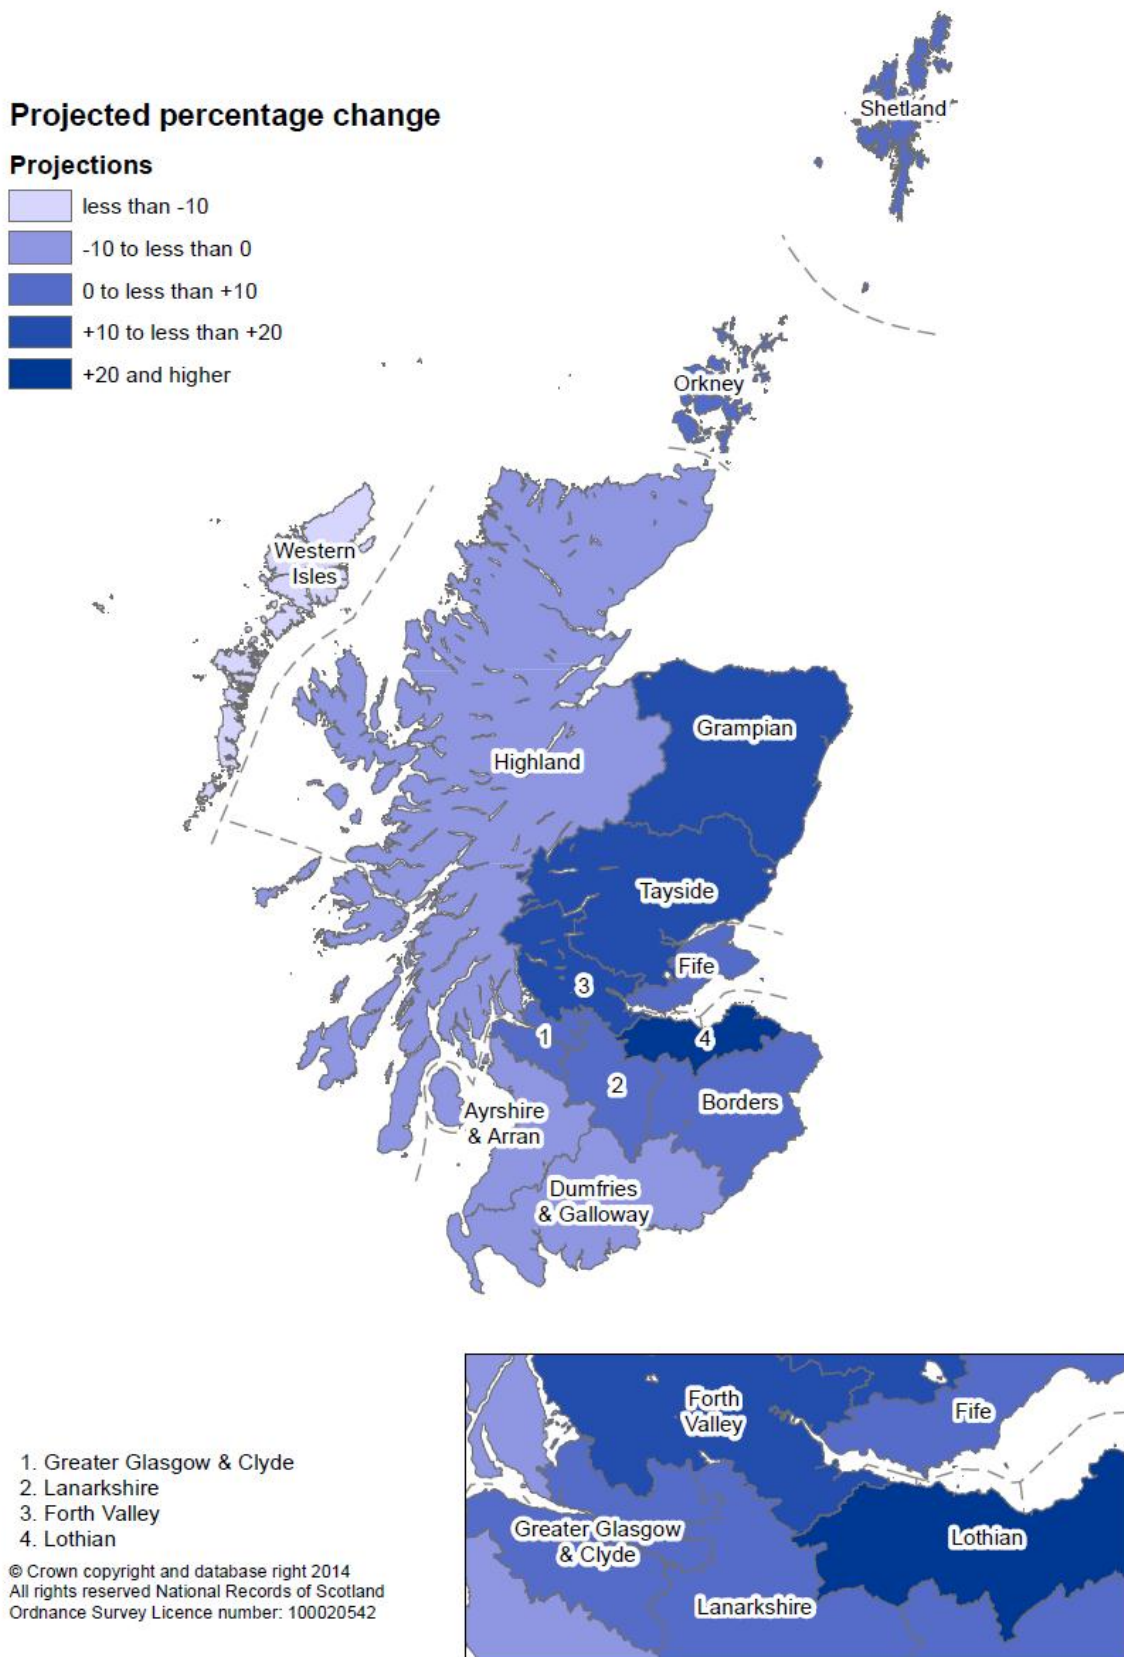 Projected percentage change
Projections
less than -10
-10 to less than 0
0 to less than +10
+10 to less than +20
+20 and higher
Shetland
Orkney
Western
Isles
Highland
Grampian
Tayside
Fife
3
1
4
2
Borders
Ayrshire
& Arran
Dumfries
& Galloway
1. Greater Glasgow & Clyde
2. Lanarkshire
3. Forth Valley
4. Lothian
© Crown copyright and database right 2014
All rights reserved National Records of Scotland
Ordnance Survey Licence number: 100020542
Forth
Valley
Fife
Greater Glasgow
& Clyde
Lothian
Lanarkshire